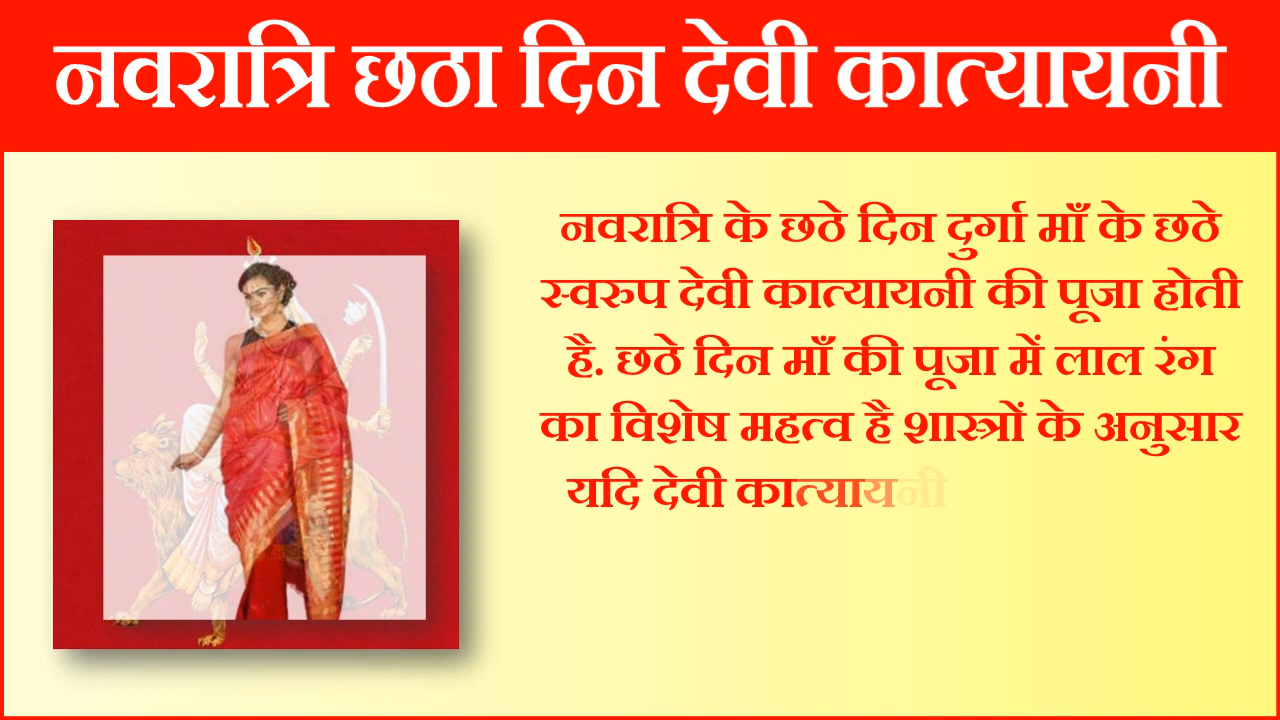 नवरात्रि छठा दिन देवी कात्यायनी
नवरात्रि के छठे दिन दुर्गा माँ के छठे
स्वरुप देवी कात्यायनी की पूजा होती
है. छठे दिन माँ की पूजा में लाल रंग
का विशेष महत्व है शास्त्रों के अनुसार
यदि देवी कात्यायनी